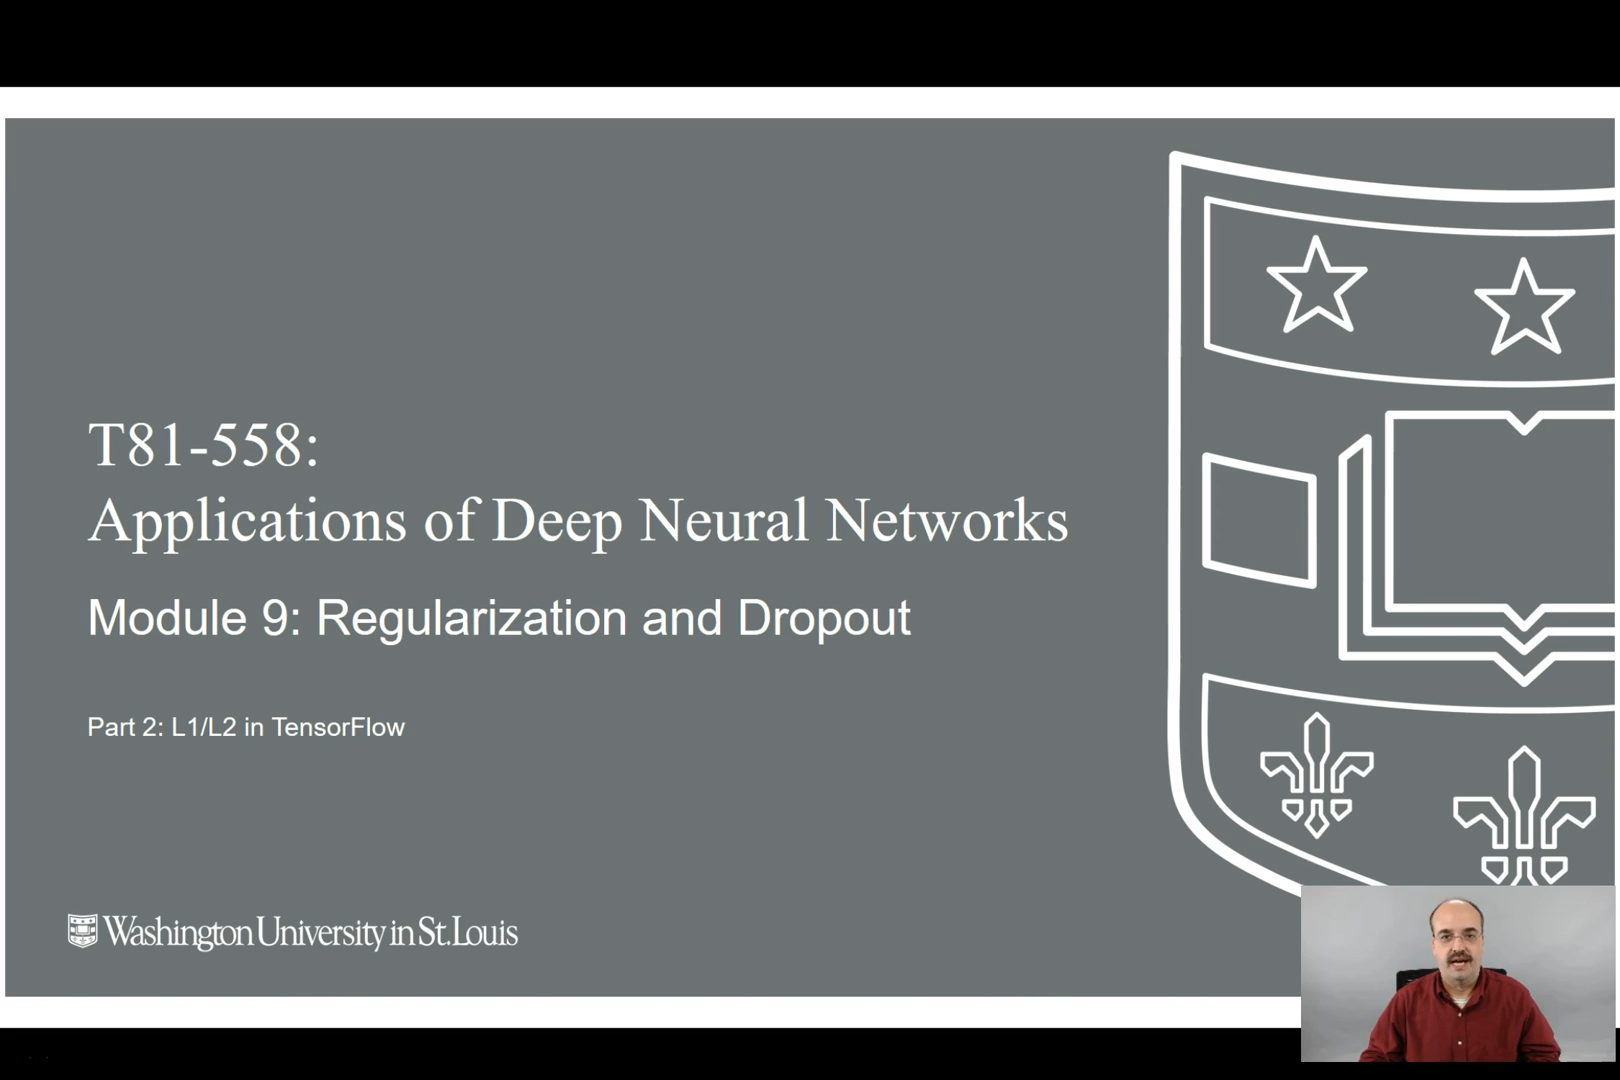 T81-558:
Applications of Deep Neural Networks
Module 9: Regularization and Dropout
Part 2: L1/L2 in TensorFlow
Washington University in St. Louis